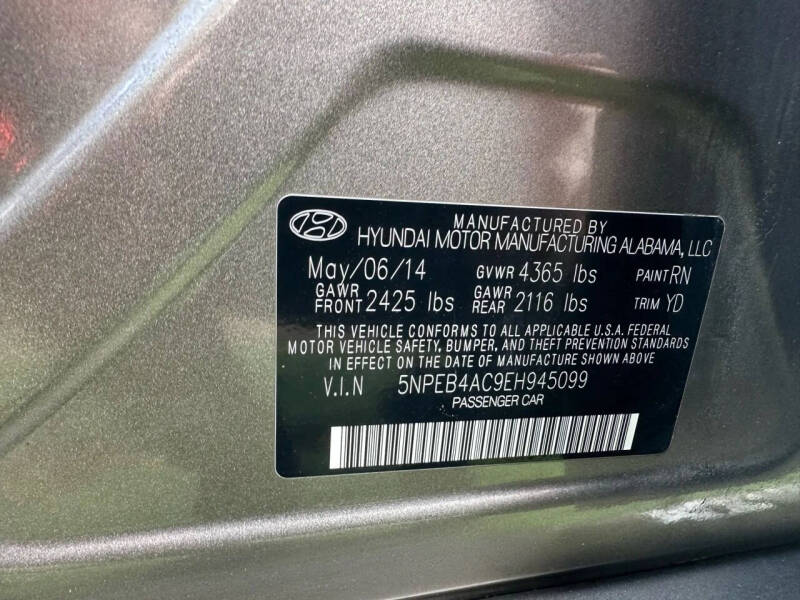 MANUFACTURED BY
HYUNDAI MOTOR MANUFACTURING ALABAMA, LLC
May/06/14 GVWR 4365 lbs PAINT RN
GAWR FRONT 2425 lbs GAWR REAR 2116 lbs TRIM YD
THIS VEHICLE CONFORMS TO ALL APPLICABLE U.S.A. FEDERAL
MOTOR VEHICLE SAFETY, BUMPER, AND THEFT PREVENTION STANDARDS
IN EFFECT ON THE DATE OF MANUFACTURE SHOWN ABOVE
V.I.N 5NPEB4AC9EH945099
PASSENGER CAR